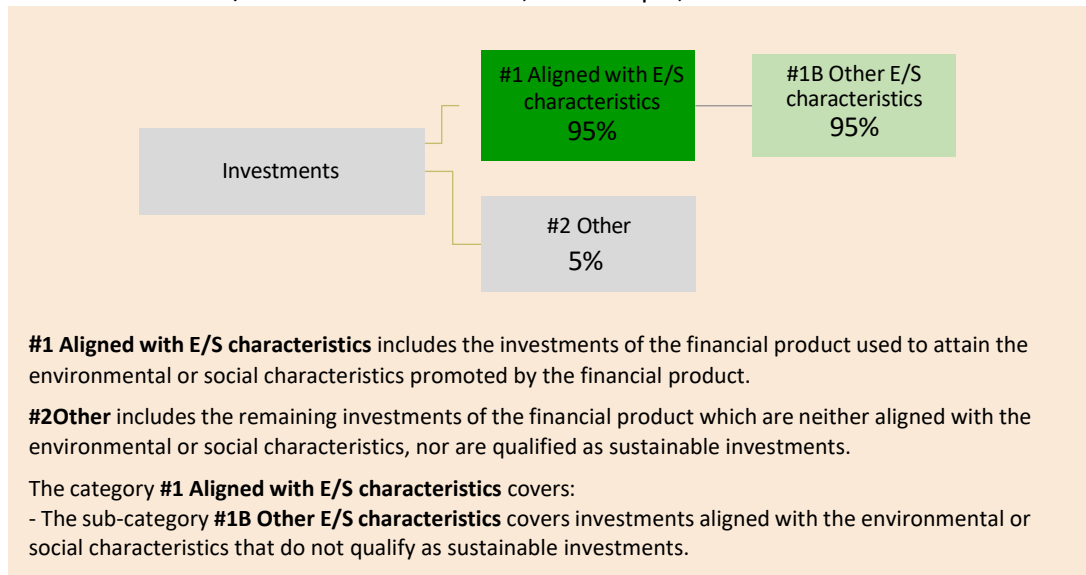 #1 Aligned with E/S
characteristics
95%
#1B Other E/S
characteristics
95%
Investments
#2 Other
5%
#1 Aligned with E/S characteristics includes the investments of the financial product used to attain the
environmental or social characteristics promoted by the financial product.
#2Other includes the remaining investments of the financial product which are neither aligned with the
environmental or social characteristics, nor are qualified as sustainable investments.
The category #1 Aligned with E/S characteristics covers:
- The sub-category #1B Other E/S characteristics covers investments aligned with the environmental or
social characteristics that do not qualify as sustainable investments.